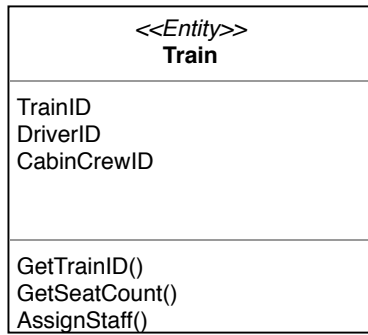 <<Entity>>
Train
TrainID
DriverID
CabinCrewID
GetTrainID()
GetSeatCount()
AssignStaff()